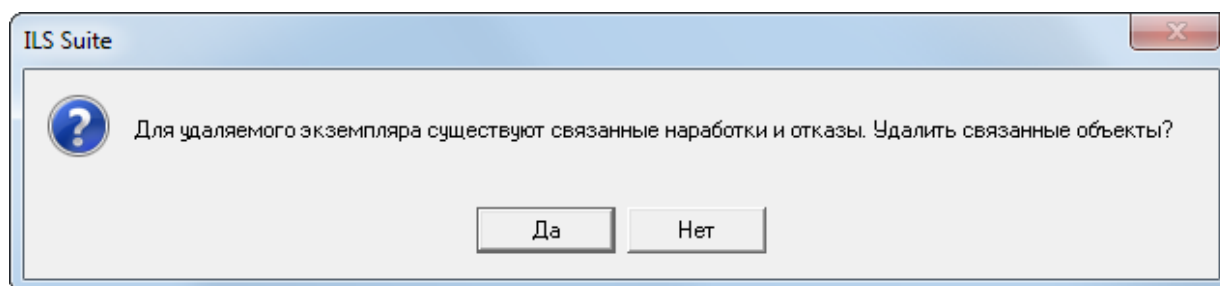 ILS Suite
Для удаляемого экземпляра существуют связанные наработки и отказы. Удалить связанные объекты?
Да
Нет